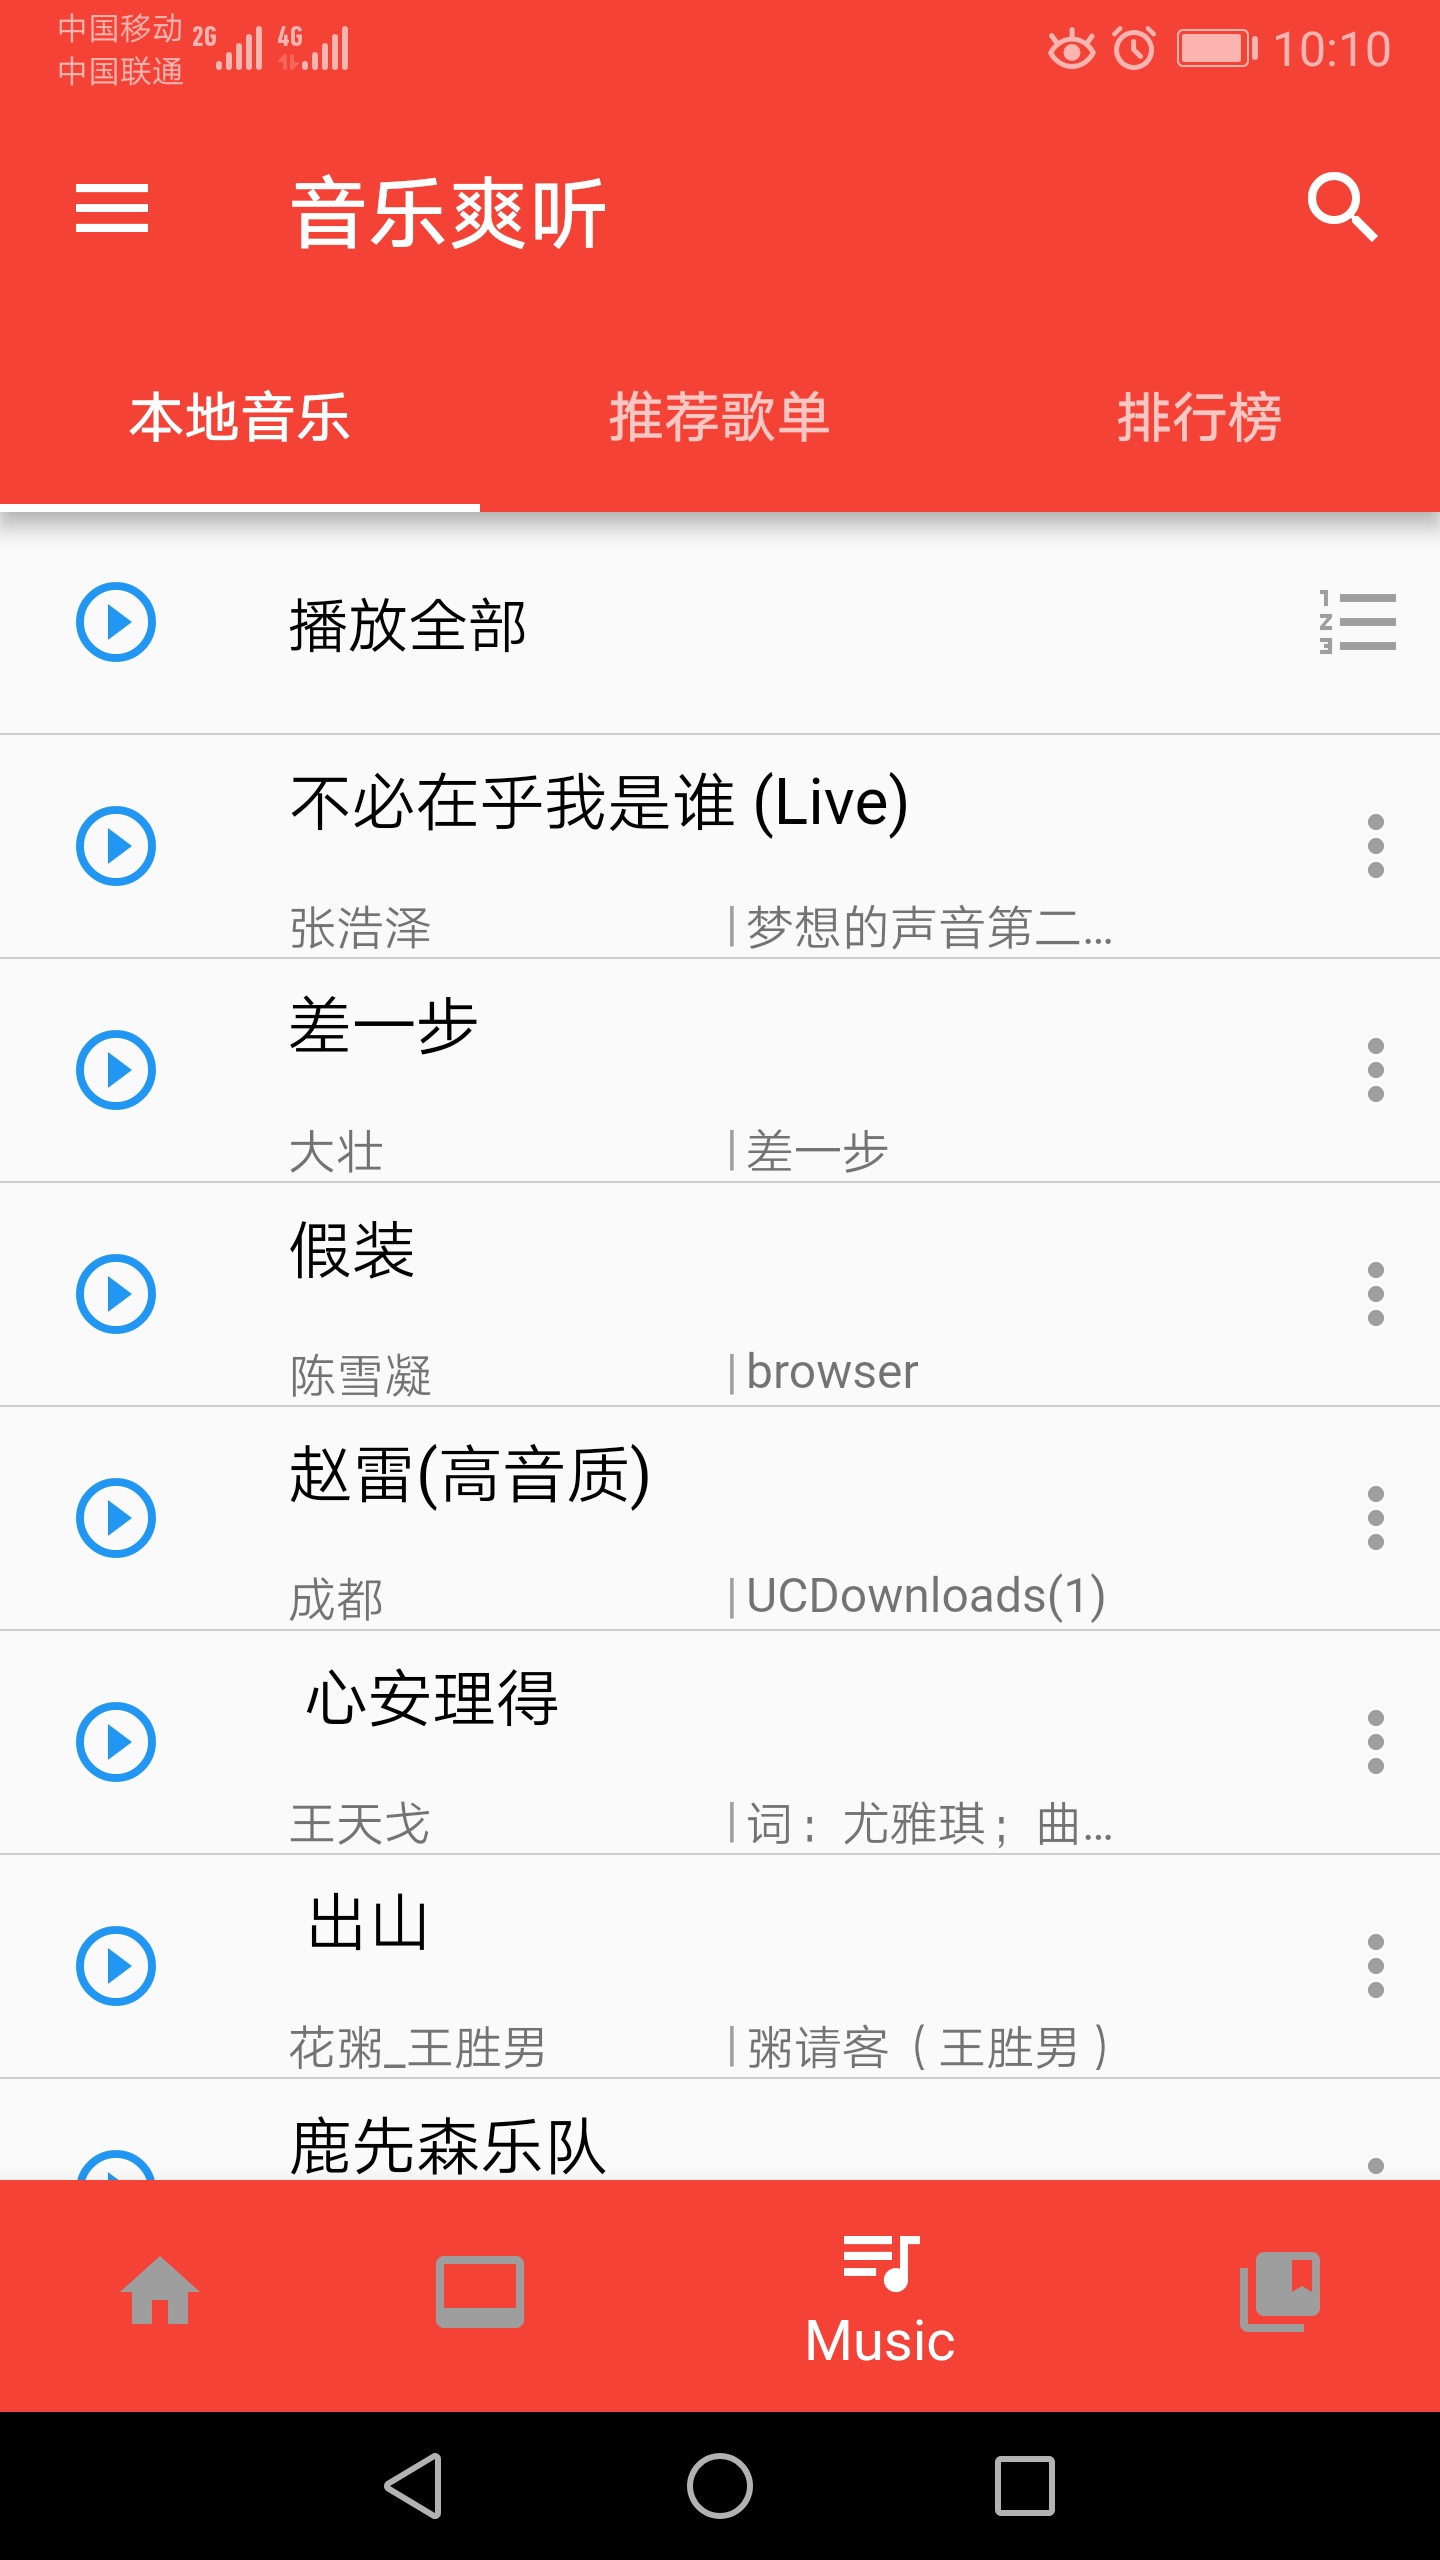 中国移动 2G 4G 10:10
中国联通
音乐爽听
本地音乐 推荐歌单 排行榜
播放全部
不必在乎我是谁 (Live)
张浩泽 |梦想的声音第二...
差一步
大壮 |差一步
假装
陈雪凝 |browser
赵雷(高音质)
成都 |UCDownloads(1)
心安理得
王天戈 |词：尤雅琪；曲...
出山
花粥_王胜男 |粥请客（王胜男）
鹿先森乐队
Music